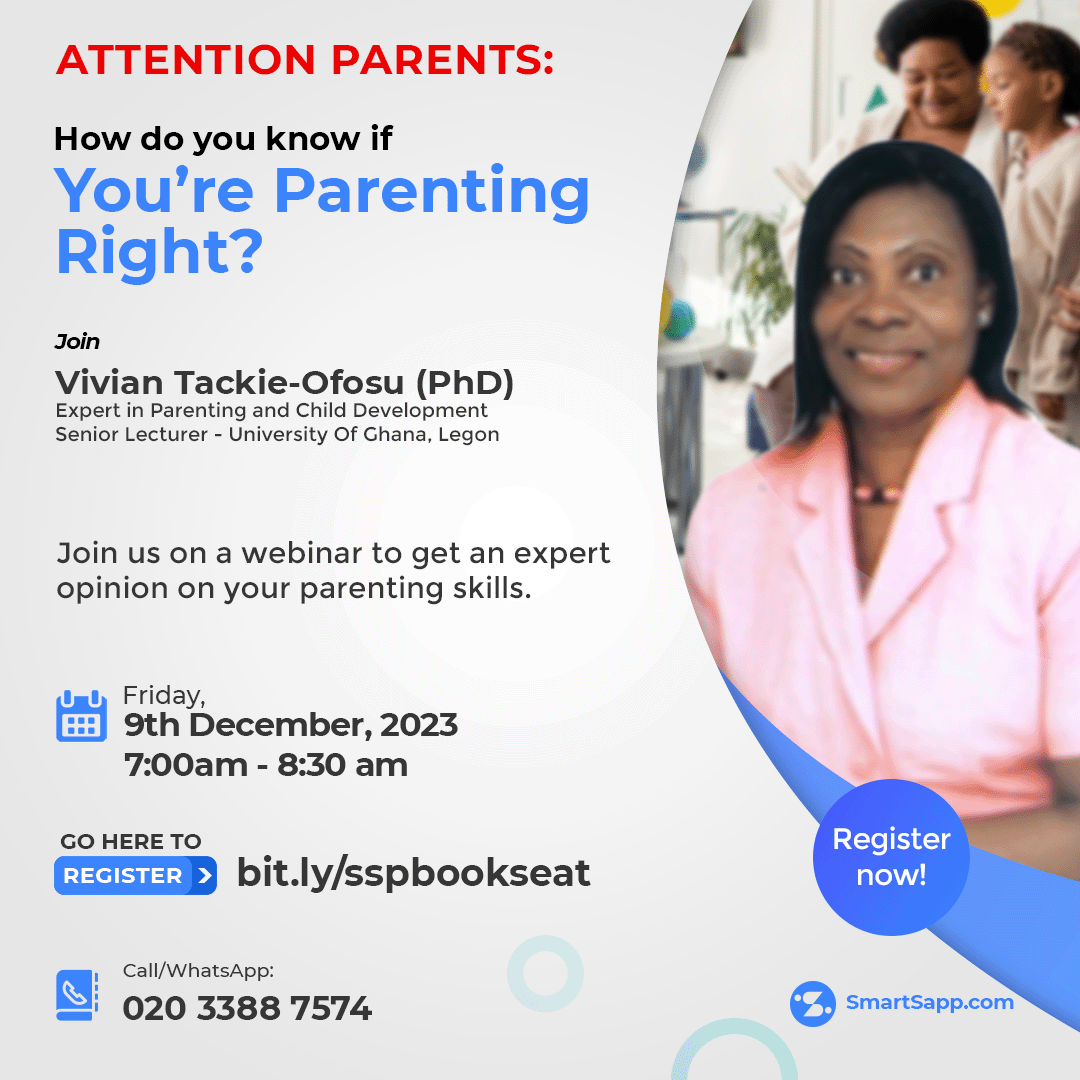 ATTENTION PARENTS:
How do you know if
You’re Parenting
Right?
Join
Vivian Tackie-Ofosu (PhD)
Expert in Parenting and Child Development
Senior Lecturer - University Of Ghana, Legon
Join us on a webinar to get an expert
opinion on your parenting skills.
Friday,
9th December, 2023
7:00am - 8:30 am
GO HERE TO
REGISTER
bit.ly/sspbookseat
Register
now!
Call/WhatsApp:
020 3388 7574
SmartSapp.com